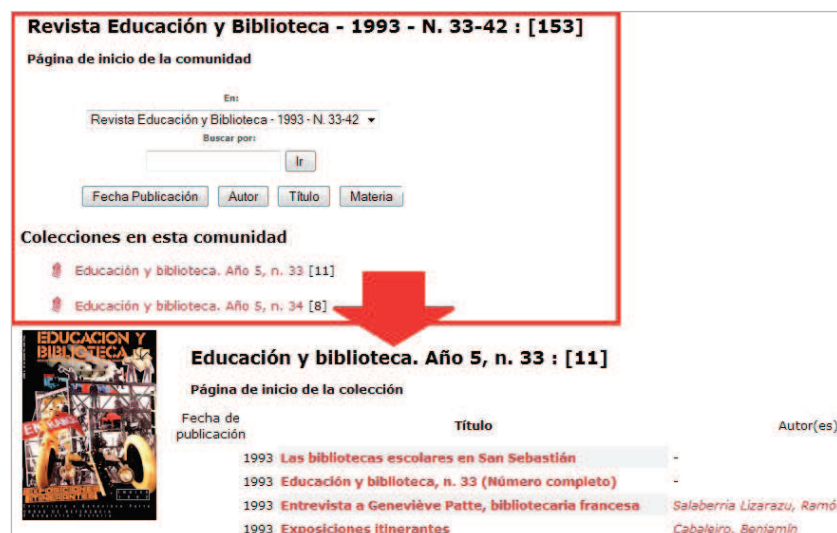 Revista Educación y Biblioteca - 1993 - N. 33-42 : [153]
Página de inicio de la comunidad
En:
Revista Educación y Biblioteca - 1993 - N. 33-42
Buscar por:
Ir
Fecha Publicación Autor Título Materia
Colecciones en esta comunidad
Educación y biblioteca. Año 5, n. 33 [11]
Educación y biblioteca. Año 5, n. 34 [8]
EDUCACION Y
BIBLIOTECA
Educación y biblioteca. Año 5, n. 33 : [11]
Página de inicio de la colección
Fecha de
publicación
Título
Autor(es)
1993 Las bibliotecas escolares en San Sebastián -
1993 Educación y biblioteca, n. 33 (Número completo) -
1993 Entrevista a Geneviève Patte, bibliotecaria francesa Salaberria Lizarazu, Ramó
1993 Exposiciones itinerantes Cabaleiro, Benjamín